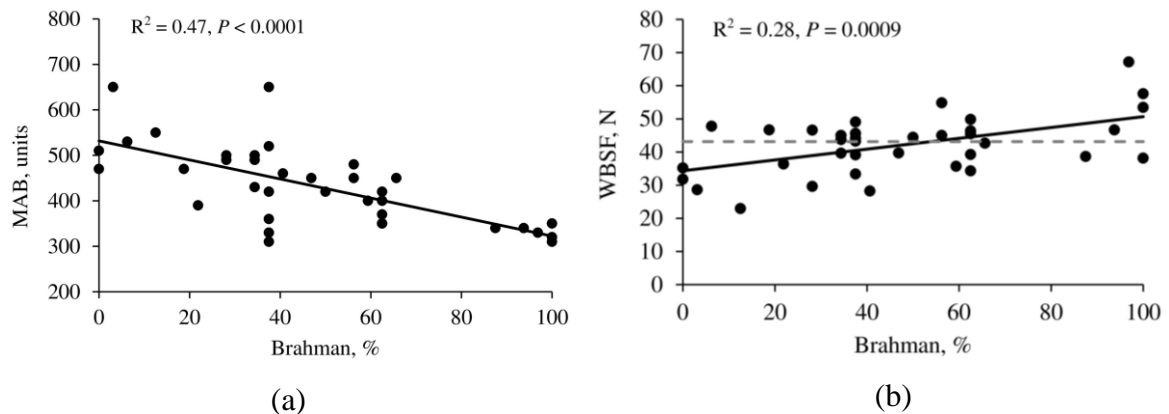 R² = 0.47, P < 0.0001
800
700
600
500
400
300
200
MAB, units
0 20 40 60 80 100
Brahman, %
(a)
R² = 0.28, P = 0.0009
80
70
60
50
40
30
20
10
0
WBSF, N
0 20 40 60 80 100
Brahman, %
(b)